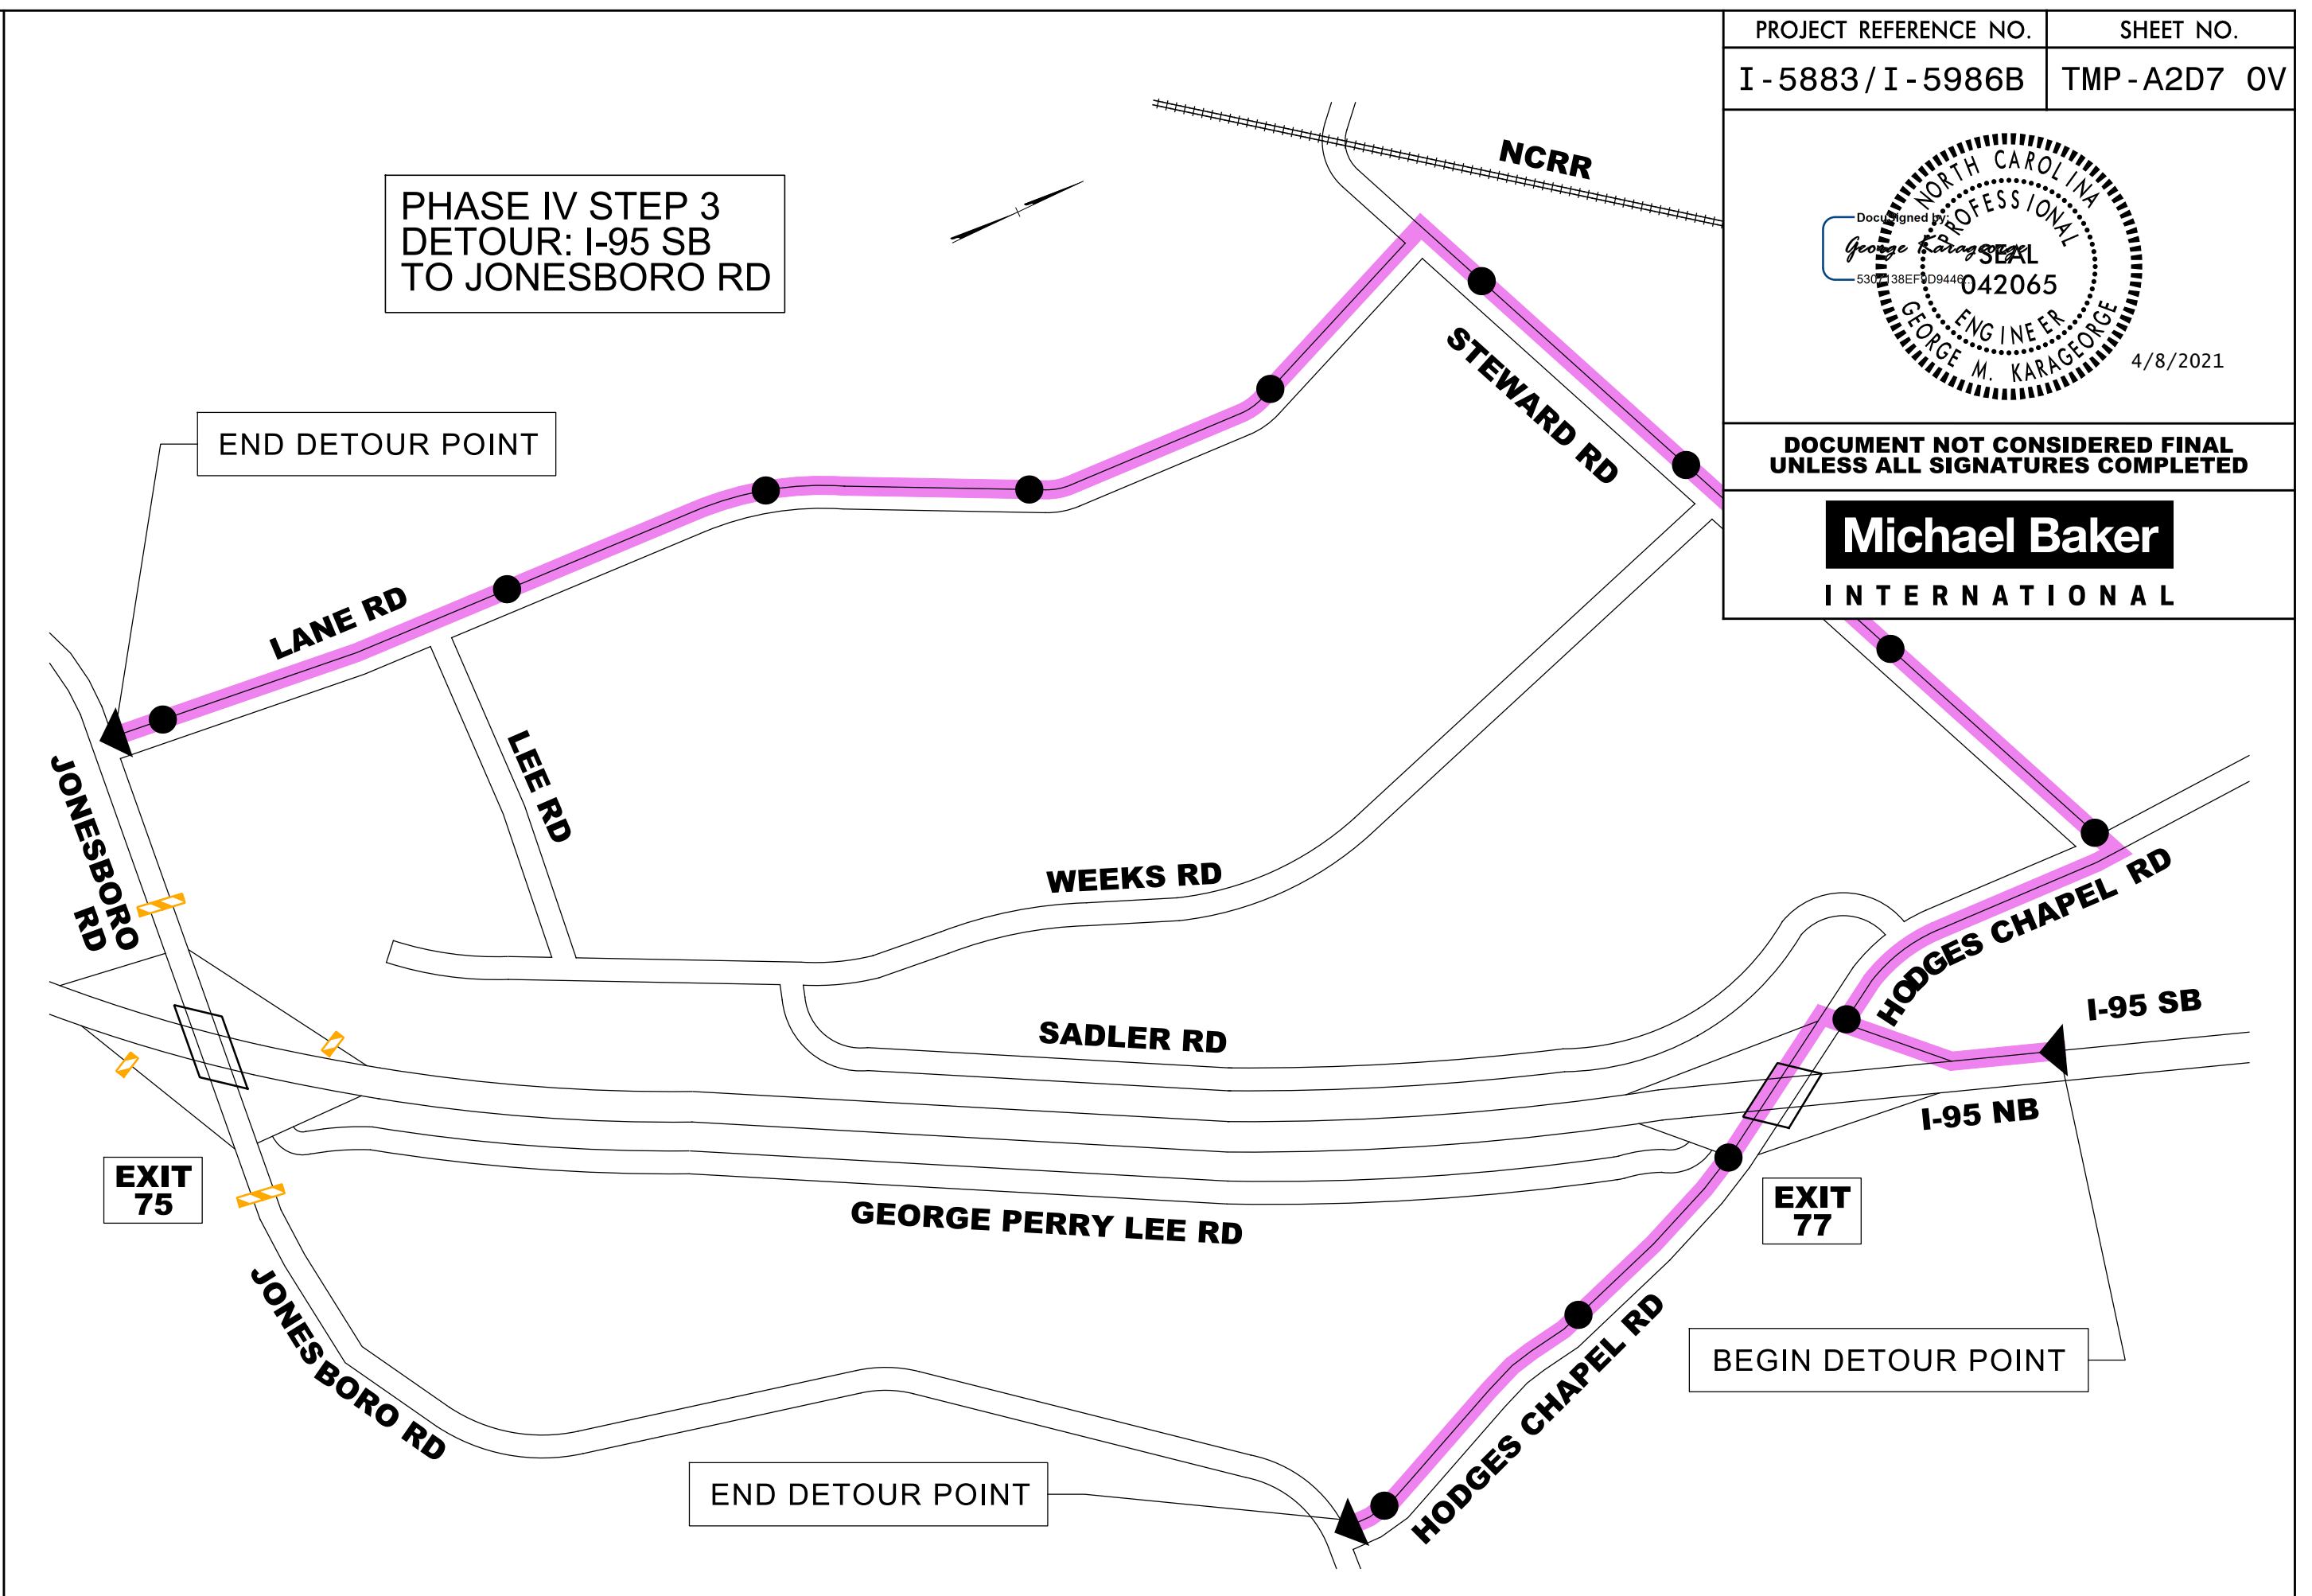 PROJECT REFERENCE NO.
SHEET NO.
I-5883/I-5986B
TMP-A2D7 OV
NORTH CAROLINA
PROFESSIONAL
DocuSigned by:
George Karageorge
SEAL
042065
ENGINEER
GEORGE M. KARAGEORGE
4/8/2021
DOCUMENT NOT CONSIDERED FINAL
UNLESS ALL SIGNATURES COMPLETED
Michael Baker
INTERNATIONAL
NCRR
PHASE IV STEP 3
DETOUR: I-95 SB
TO JONESBORO RD
STEWARD RD
END DETOUR POINT
LANE RD
LEE RD
JONESBORO
RD
WEEKS RD
HODGES CHAPEL RD
I-95 SB
SADLER RD
I-95 NB
EXIT
75
GEORGE PERRY LEE RD
EXIT
77
JONESBORO RD
HODGES CHAPEL RD
BEGIN DETOUR POINT
END DETOUR POINT